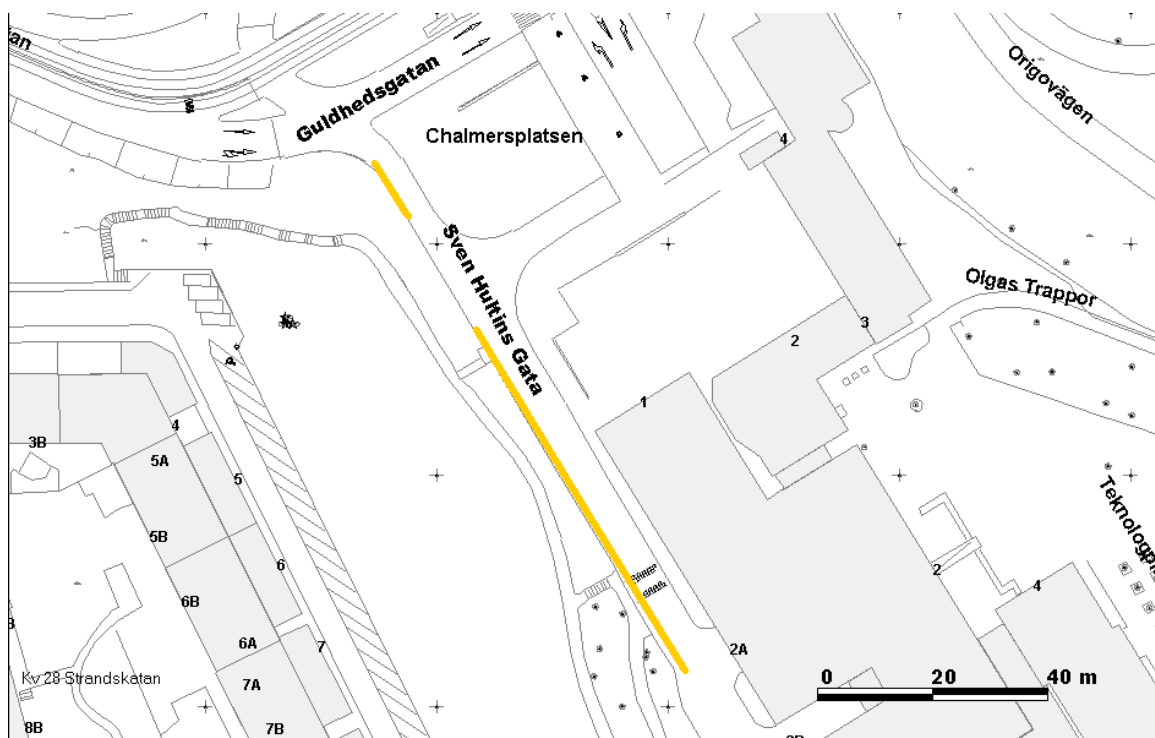 Guldhedsgatan
Chalmersplatsen
Origovägen
4
Sven Hultins Gata
Olgas Trappor
3
2
1
4
3B
5A
5
5B
6
6B
2
4
6A
7
2A
Kv 28 Strandskatan
7A
7B
8B
0 20 40 m